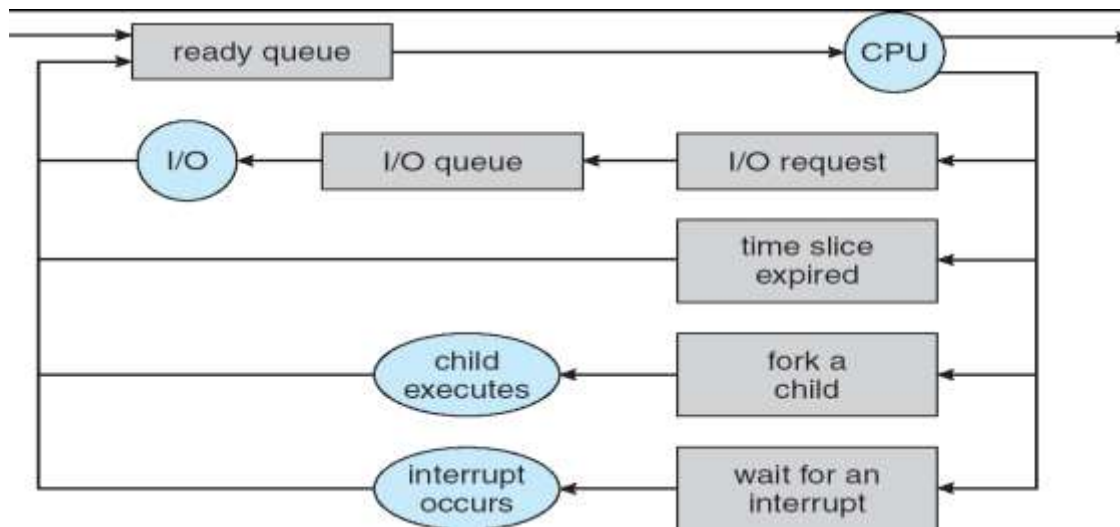 ready queue
CPU
I/O
I/O queue
I/O request
time slice
expired
child
executes
fork a
child
interrupt
occurs
wait for an
interrupt